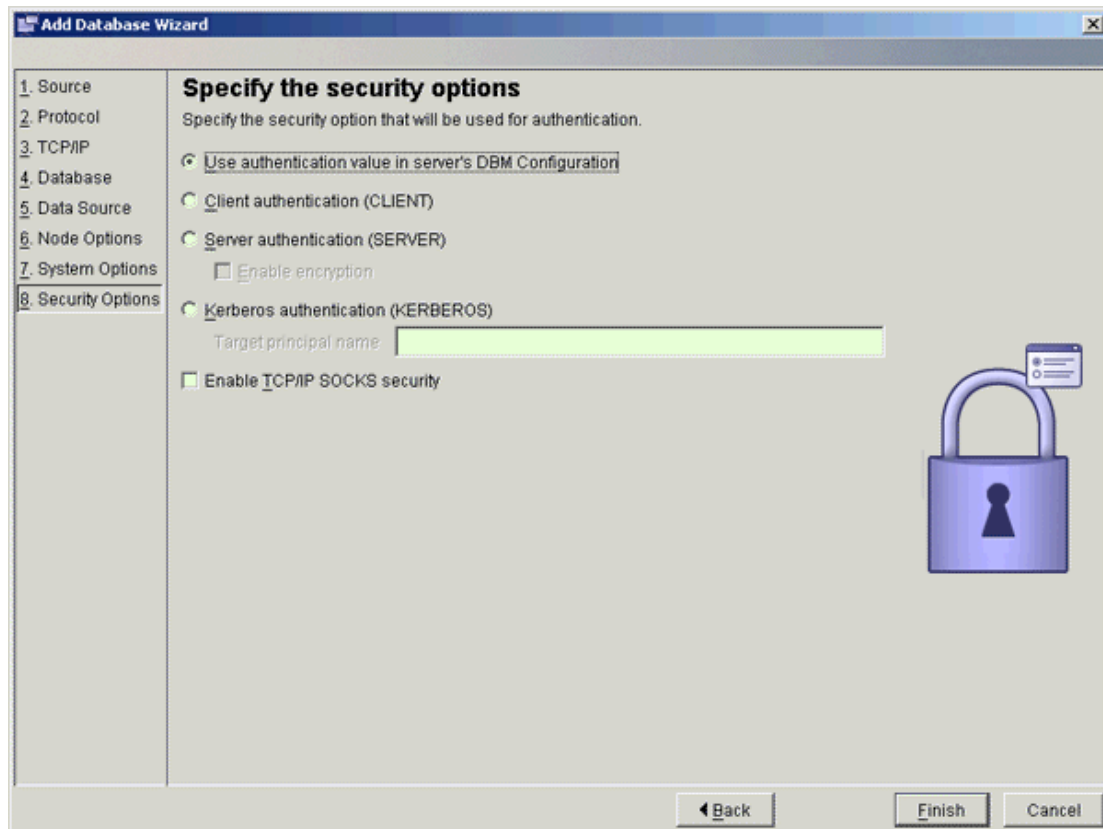 Add Database Wizard
1. Source
2. Protocol
3. TCP/IP
4. Database
5. Data Source
6. Node Options
7. System Options
8. Security Options
Specify the security options
Specify the security option that will be used for authentication.
Use authentication value in server's DBM Configuration
Client authentication (CLIENT)
Server authentication (SERVER)
Enable encryption
Kerberos authentication (KERBEROS)
Target principal name
Enable TCP/IP SOCKS security
Back
Finish
Cancel